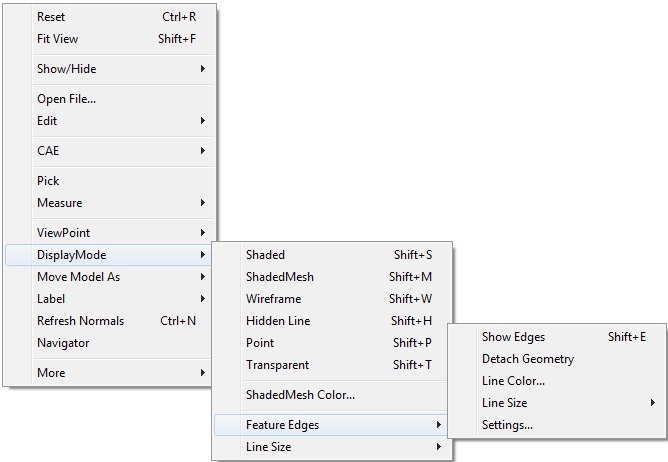 Reset Ctrl+R
Fit View Shift+F
Show/Hide
Open File...
Edit
CAE
Pick
Measure
ViewPoint
DisplayMode
Move Model As
Label
Refresh Normals Ctrl+N
Navigator
More
Shaded Shift+S
ShadedMesh Shift+M
Wireframe Shift+W
Hidden Line Shift+H
Point Shift+P
Transparent Shift+T
ShadedMesh Color...
Feature Edges
Line Size
Show Edges Shift+E
Detach Geometry
Line Color...
Line Size
Settings...